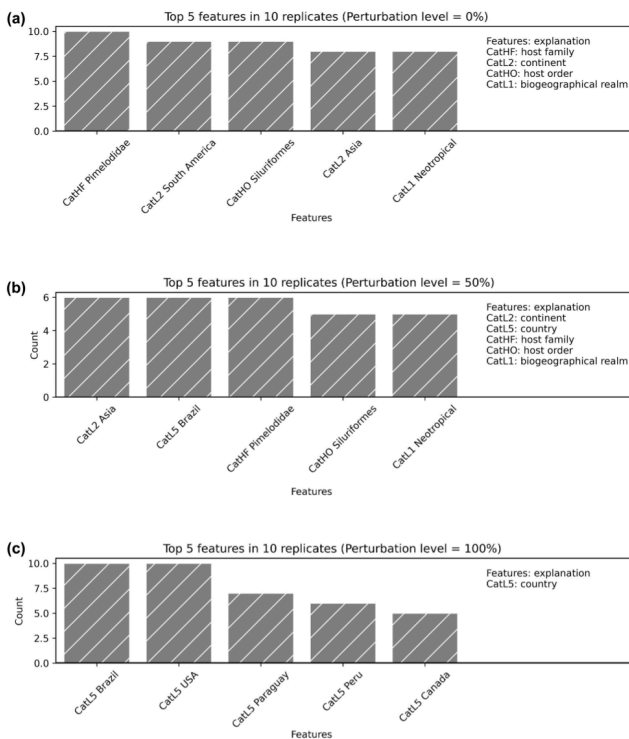 (a)
Top 5 features in 10 replicates (Perturbation level = 0%)
10.0
7.5
5.0
2.5
0.0
Features: explanation
CatHF: host family
CatL2: continent
CatHO: host order
CatL1: biogeographical realm
CatHF Pimelodidae
CatL2 South America
CatHO Siluriformes
CatL2 Asia
CatL1 Neotropical
Features
(b)
Top 5 features in 10 replicates (Perturbation level = 50%)
Count
6
4
2
0
Features: explanation
CatL2: continent
CatL5: country
CatHF: host family
CatHO: host order
CatL1: biogeographical realm
CatL2 Asia
CatL5 Brazil
CatHF Pimelodidae
CatHO Siluriformes
CatL1 Neotropical
Features
(c)
Top 5 features in 10 replicates (Perturbation level = 100%)
Count
10.0
7.5
5.0
2.5
0.0
Features: explanation
CatL5: country
CatL5 Brazil
CatL5 USA
CatL5 Paraguay
CatL5 Peru
CatL5 Canada
Features